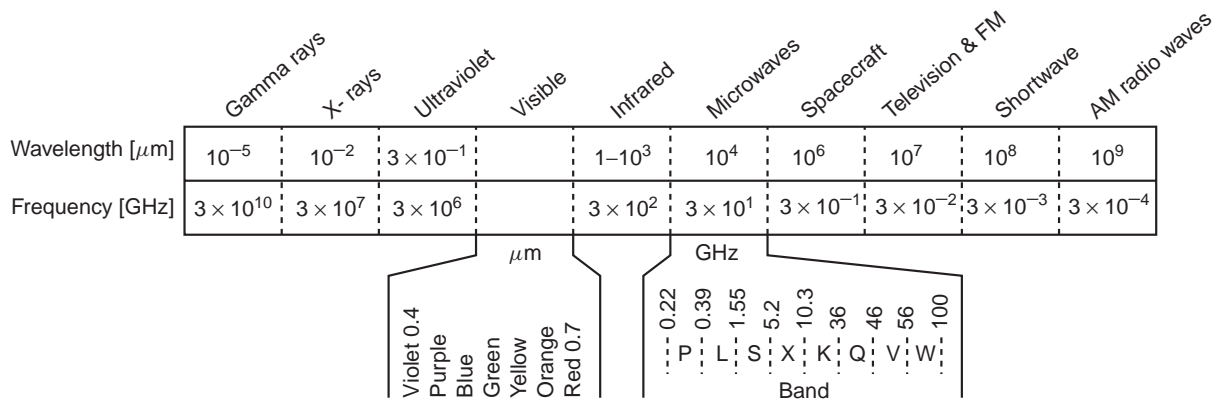 Gamma rays
X- rays
Ultraviolet
Visible
Infrared
Microwaves
Spacecraft
Television & FM
Shortwave
AM radio waves
Wavelength [μm] 10⁻⁵ 10⁻² 3 × 10⁻¹ 1–10³ 10⁴ 10⁶ 10⁷ 10⁸ 10⁹
Frequency [GHz] 3 × 10¹⁰ 3 × 10⁷ 3 × 10⁶ 3 × 10² 3 × 10¹ 3 × 10⁻¹ 3 × 10⁻² 3 × 10⁻³ 3 × 10⁻⁴
μm
Violet 0.4
Purple
Blue
Green
Yellow
Orange
Red 0.7
GHz
0.22 0.39 1.55 5.2 10.3 36 46 56 100
P L S X K Q V W
Band